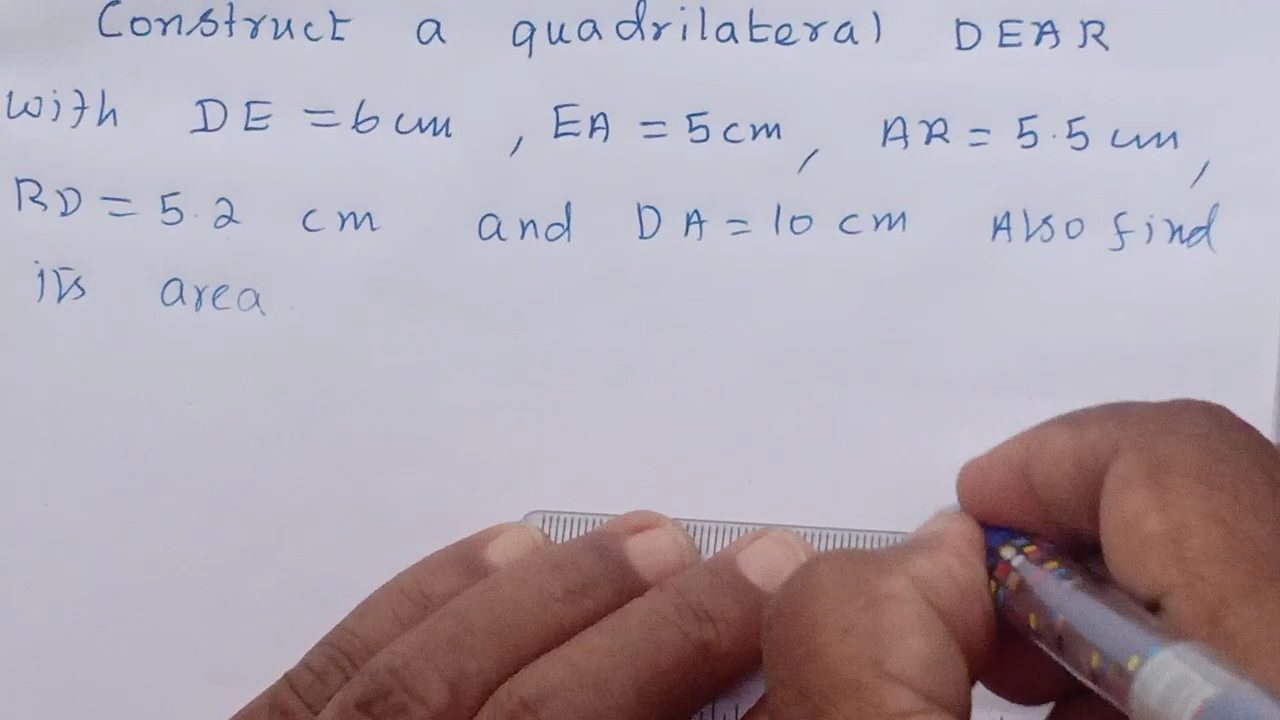 Construct a quadrilateral DEAR
with DE = 6 cm , EA = 5 cm , AR = 5.5 cm ,
RD = 5.2 cm and DA = 10 cm Also find
its area